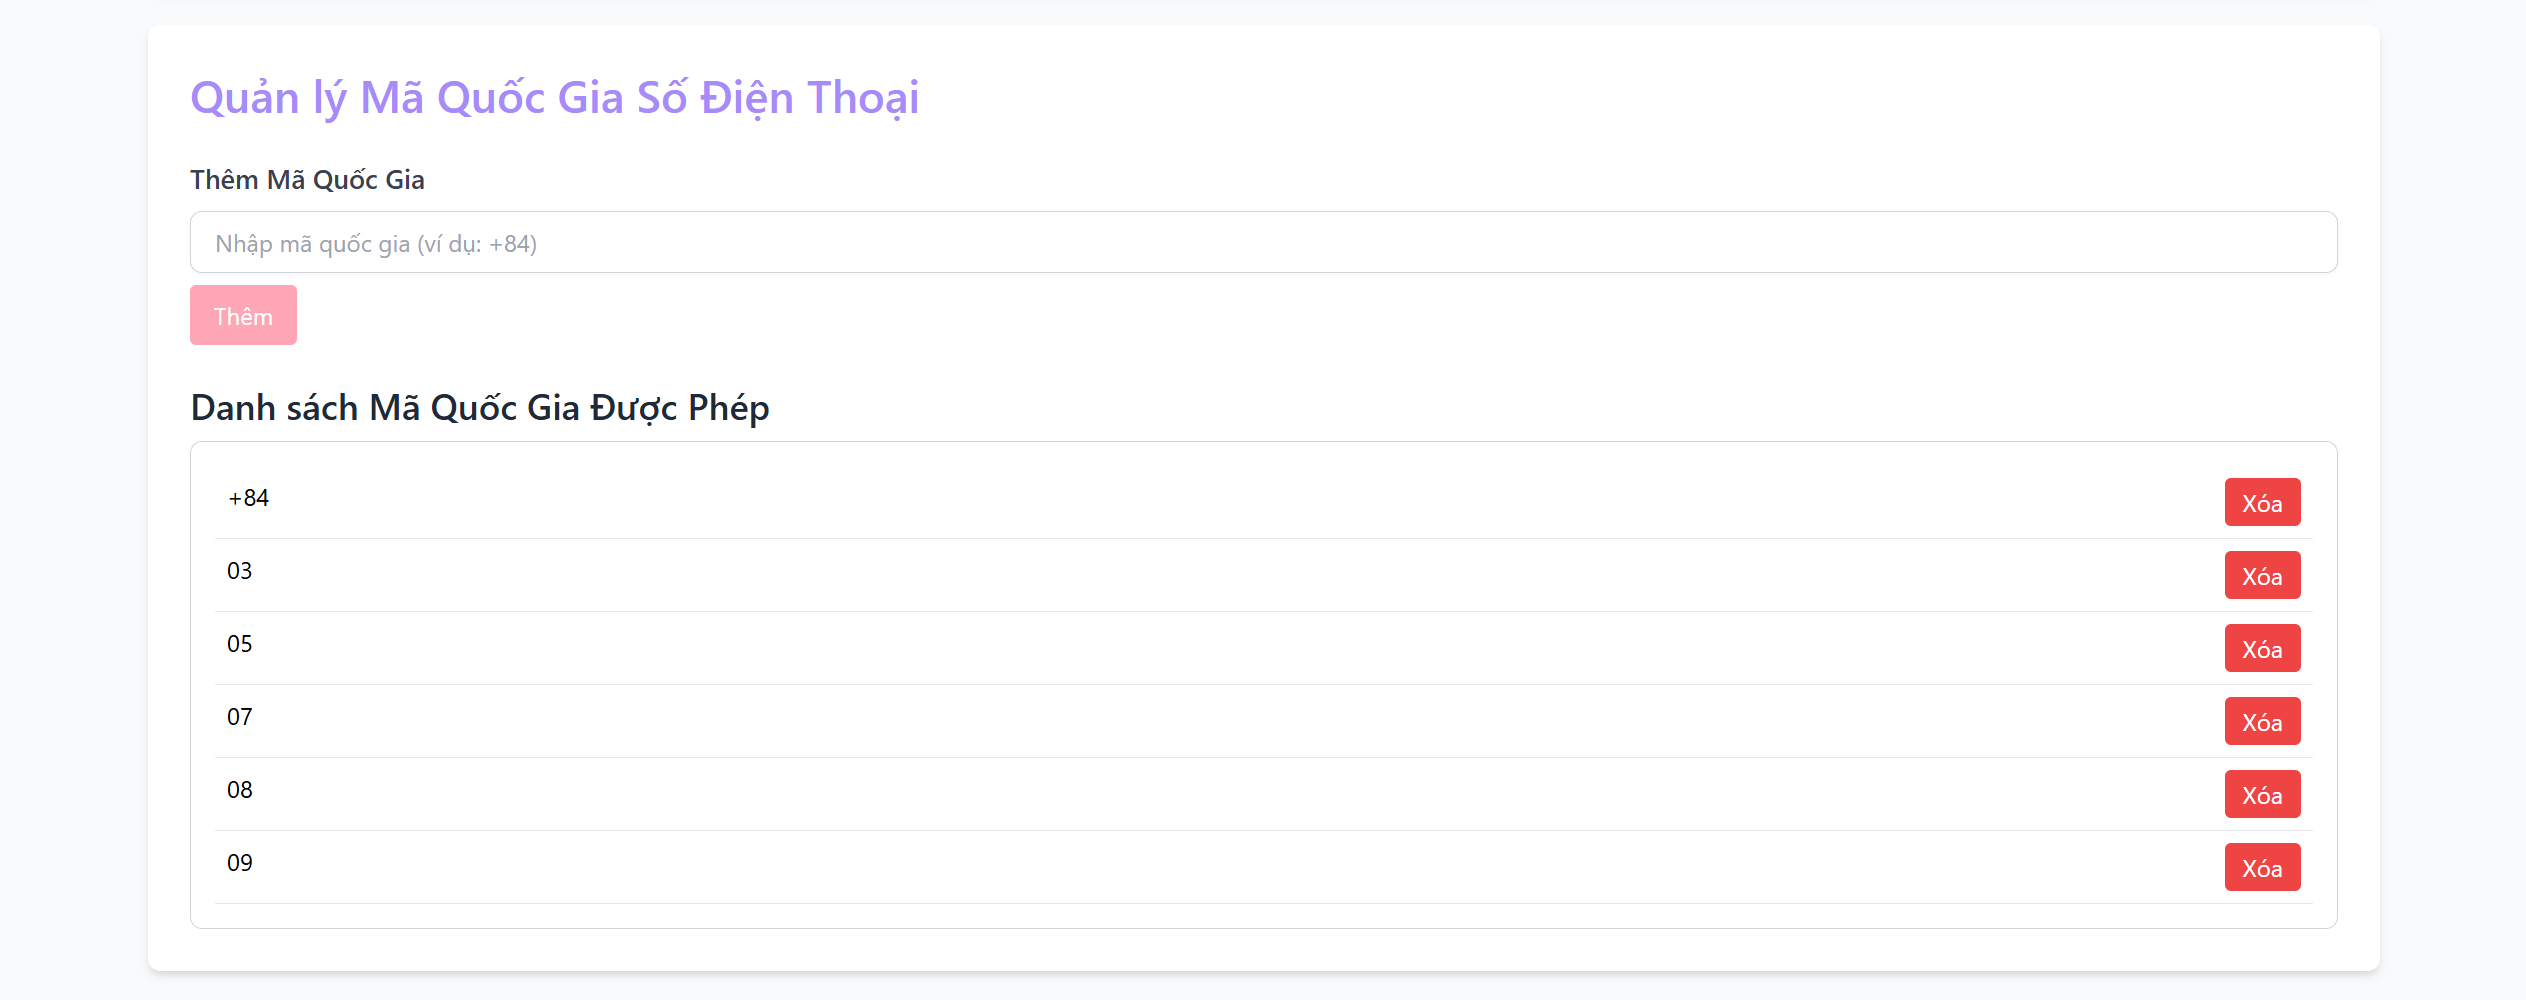 Quản lý Mã Quốc Gia Số Điện Thoại
Thêm Mã Quốc Gia
Nhập mã quốc gia (ví dụ: +84)
Thêm
Danh sách Mã Quốc Gia Được Phép
+84 Xóa
03 Xóa
05 Xóa
07 Xóa
08 Xóa
09 Xóa